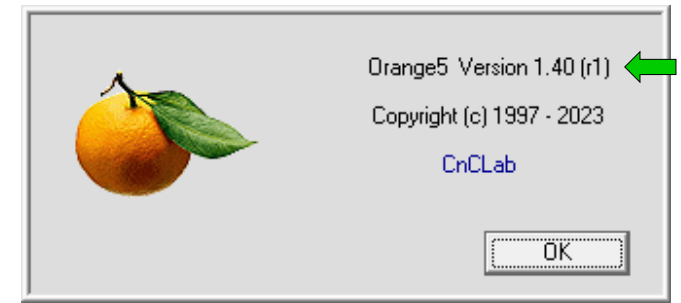 Orange5  Version 1.40 (r1)
Copyright (c) 1997 - 2023
CnCLab
OK